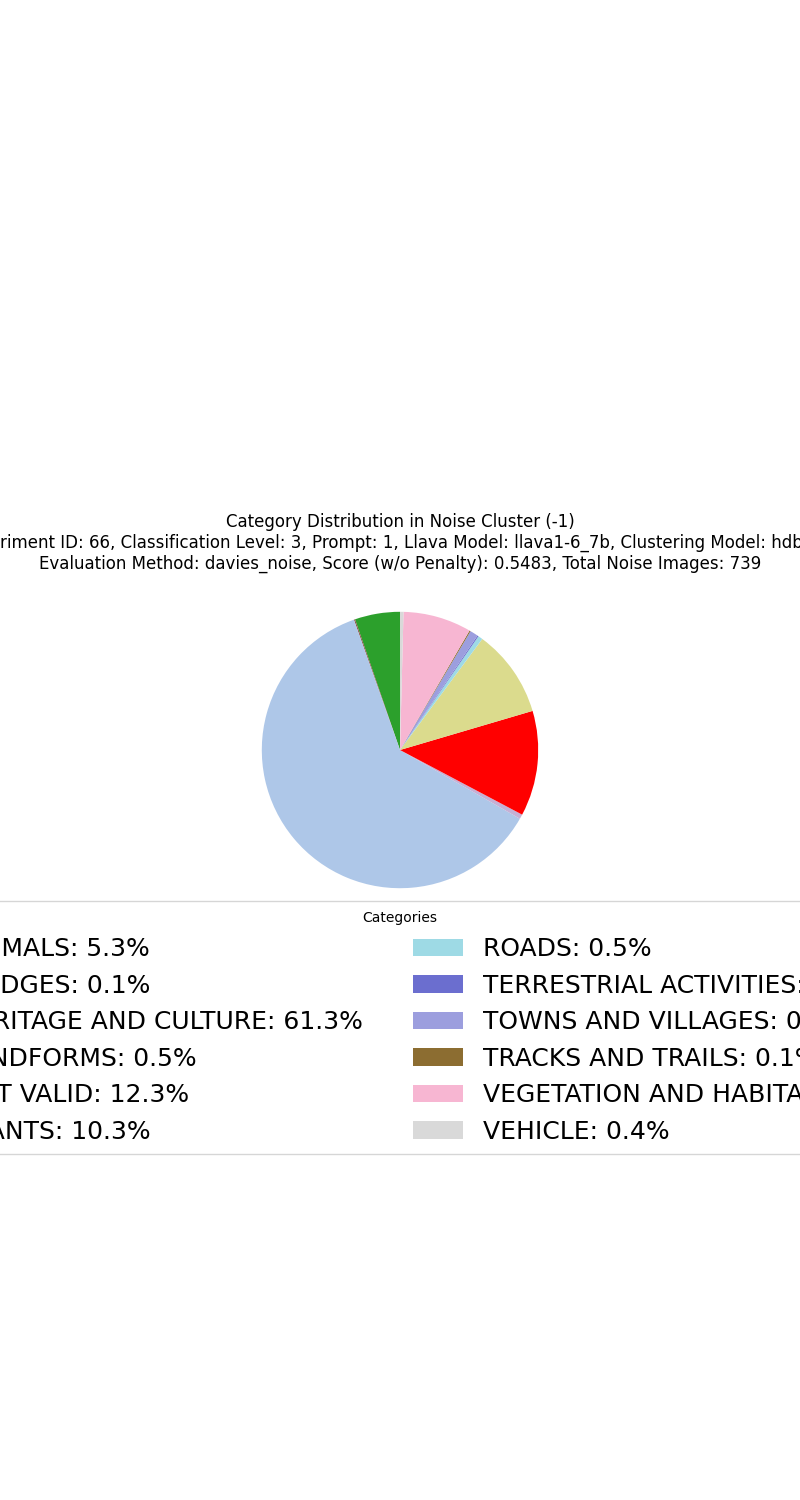 Category Distribution in Noise Cluster (-1)
riment ID: 66, Classification Level: 3, Prompt: 1, Llava Model: llava1-6_7b, Clustering Model: hdb
Evaluation Method: davies_noise, Score (w/o Penalty): 0.5483, Total Noise Images: 739
Categories
MALS: 5.3%
DGES: 0.1%
RITAGE AND CULTURE: 61.3%
NDFORMS: 0.5%
T VALID: 12.3%
ANTS: 10.3%
ROADS: 0.5%
TERRESTRIAL ACTIVITIES:
TOWNS AND VILLAGES: 0
TRACKS AND TRAILS: 0.1%
VEGETATION AND HABITA
VEHICLE: 0.4%